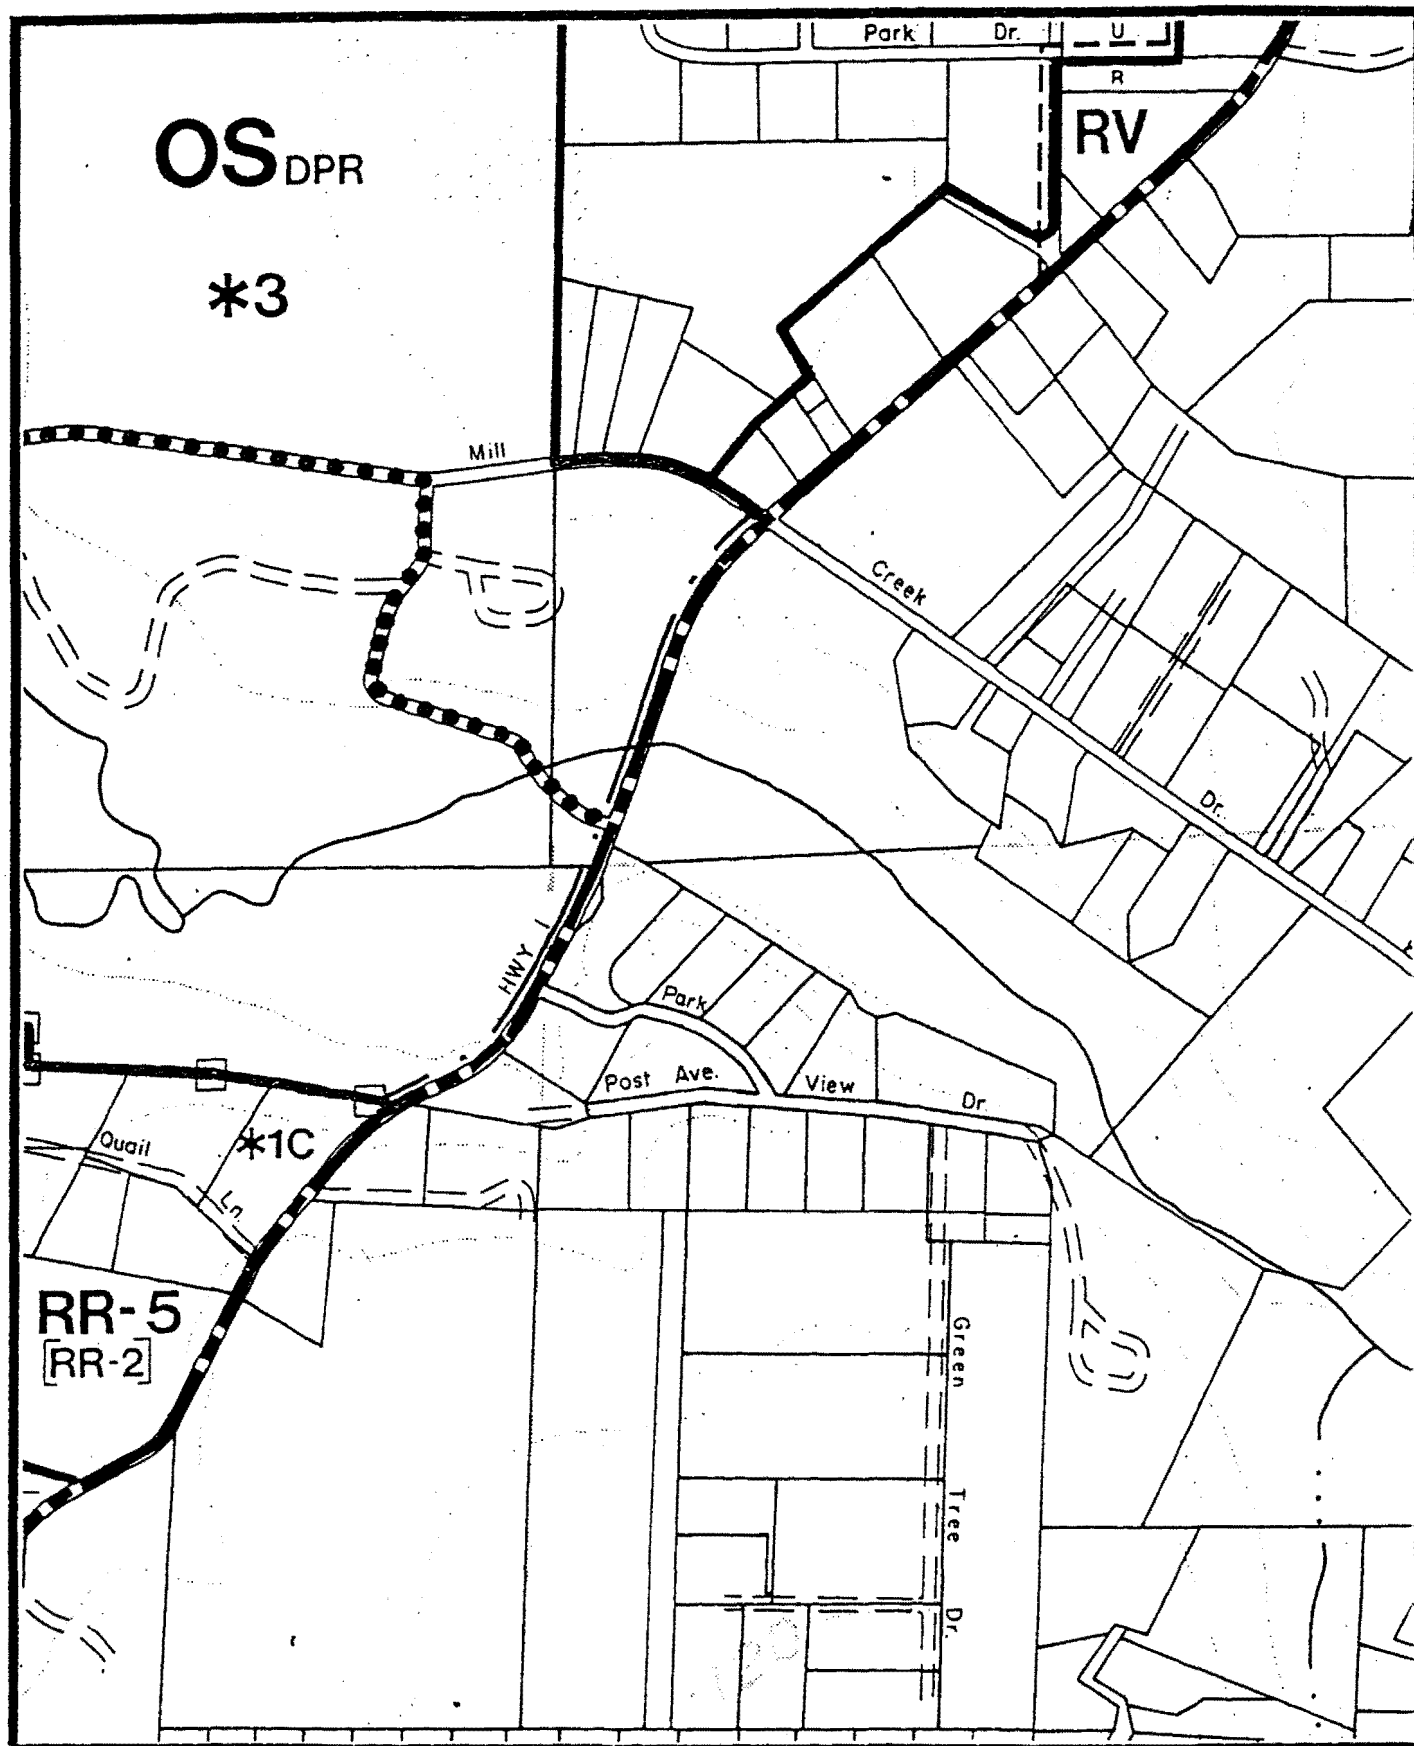 Park Dr. U
R
OS DPR
RV
*3
Mill
Creek
Dr.
HWY 1
Park
Post Ave.
View
Dr.
Quail
*1C
Ln.
RR-5
[RR-2]
Green
Tree
Dr.